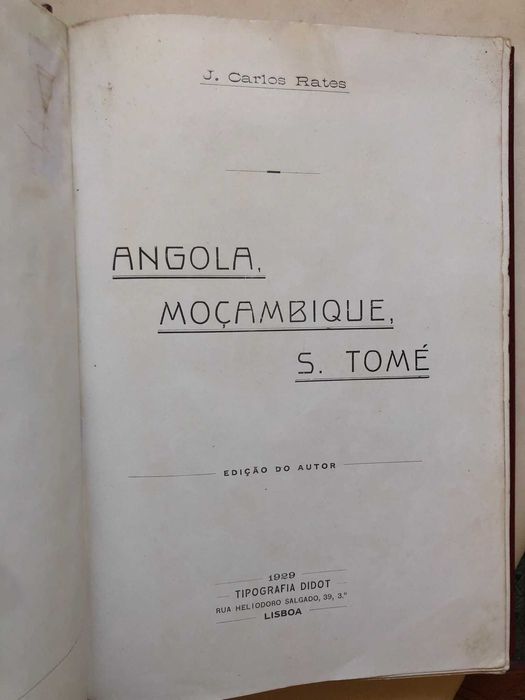 J. Carlos Rates
ANGOLA,
MOÇAMBIQUE,
S. TOMÉ
EDIÇÃO DO AUTOR
1929
TIPOGRAFIA DIDOT
RUA HELIODORO SALGADO, 39, 3.º
LISBOA